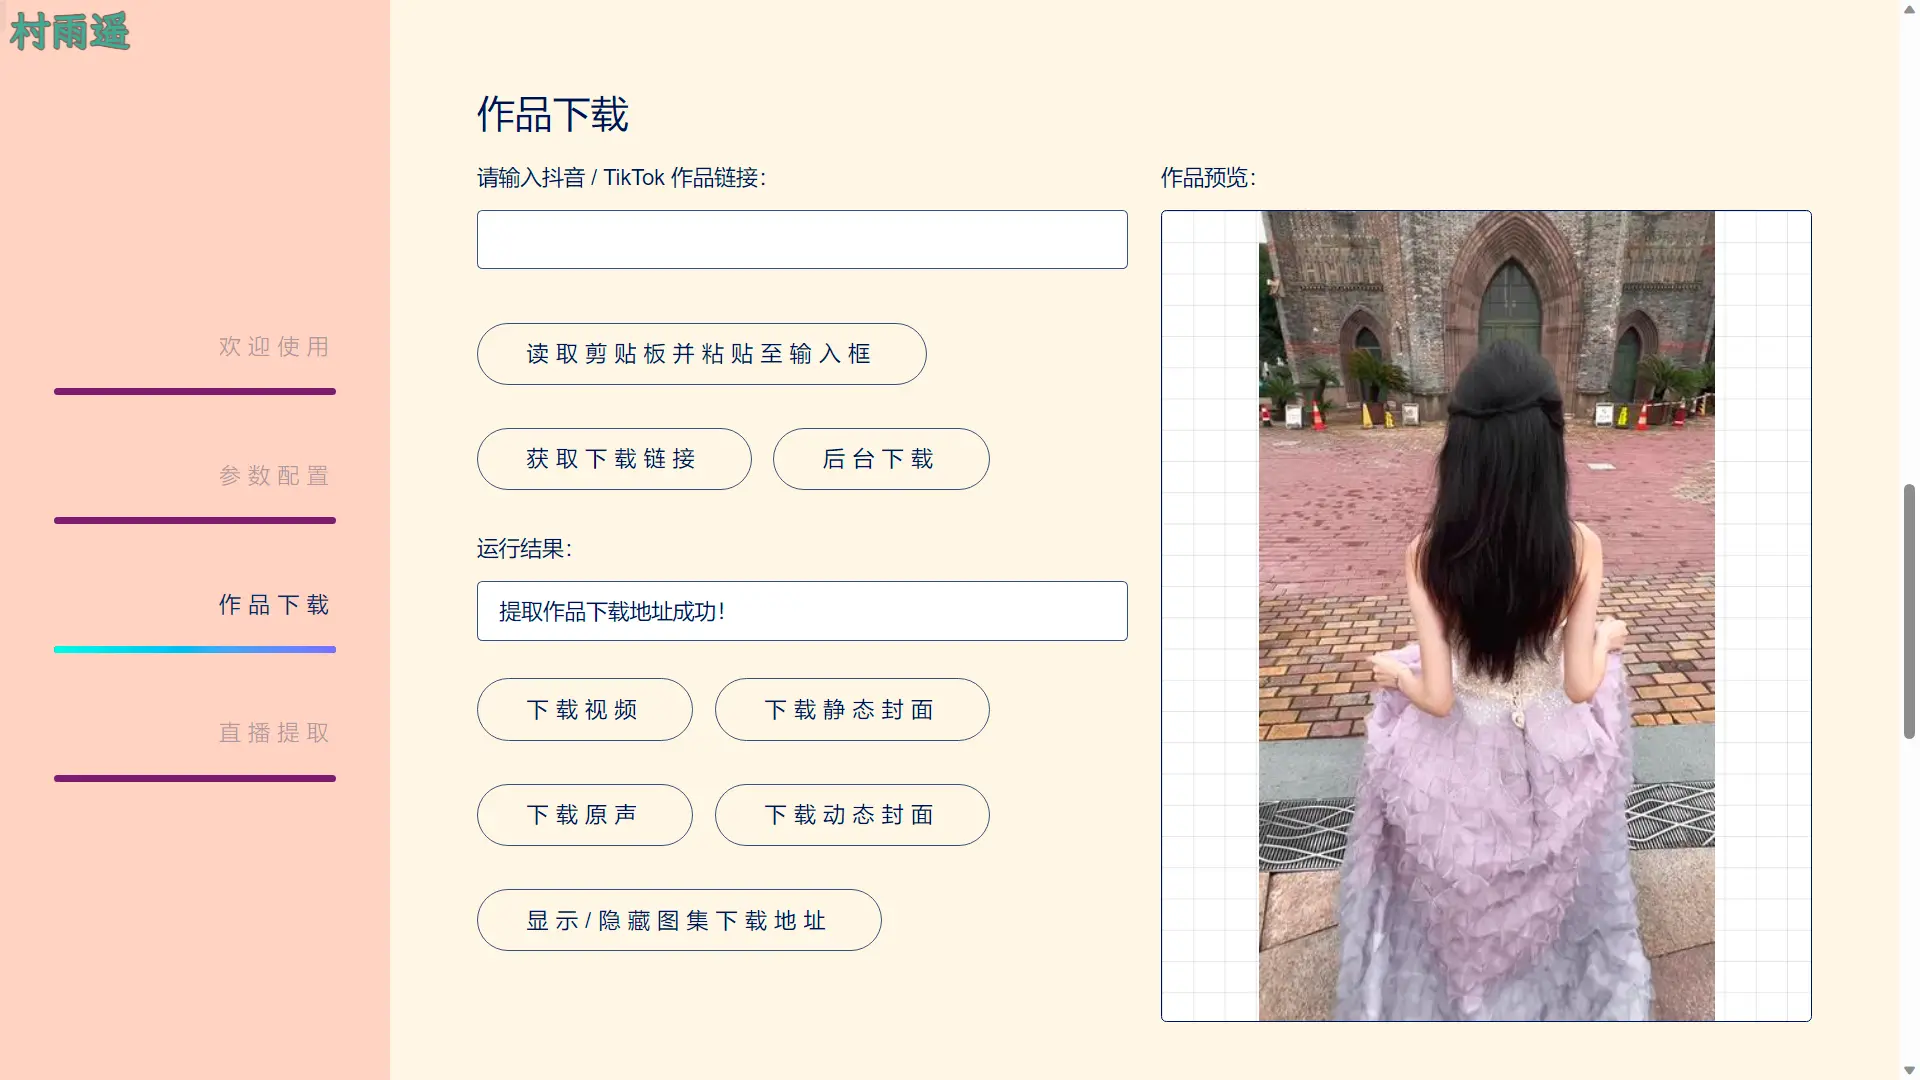 村雨遥
欢迎使用
参数配置
作品下载
直播提取
作品下载
请输入抖音 / TikTok 作品链接：
读取剪贴板并粘贴至输入框
获取下载链接
后台下载
运行结果：
提取作品下载地址成功！
下载视频
下载静态封面
下载原声
下载动态封面
显示/隐藏图集下载地址
作品预览：